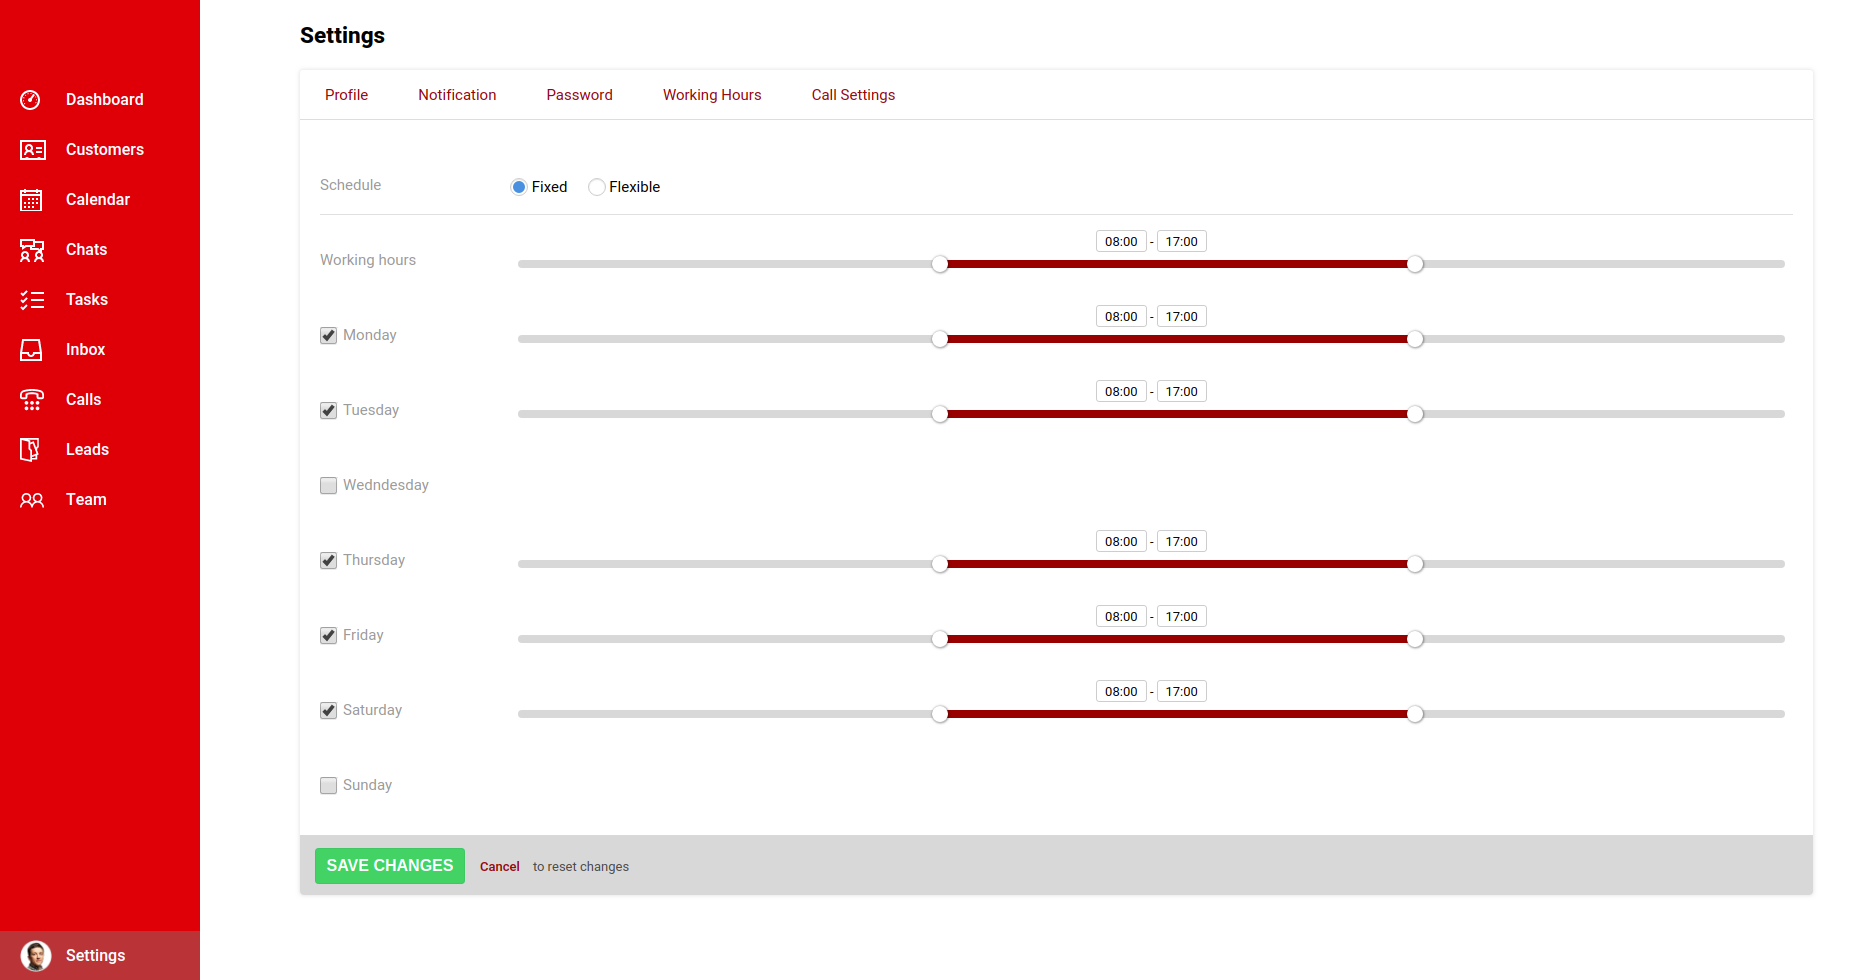 Settings
Dashboard
Customers
Calendar
Chats
Tasks
Inbox
Calls
Leads
Team
Settings
Profile Notification Password Working Hours Call Settings
Schedule Fixed Flexible
08:00 - 17:00
Working hours
08:00 - 17:00
Monday
08:00 - 17:00
Tuesday
Wedndesday
08:00 - 17:00
Thursday
08:00 - 17:00
Friday
08:00 - 17:00
Saturday
Sunday
SAVE CHANGES Cancel to reset changes